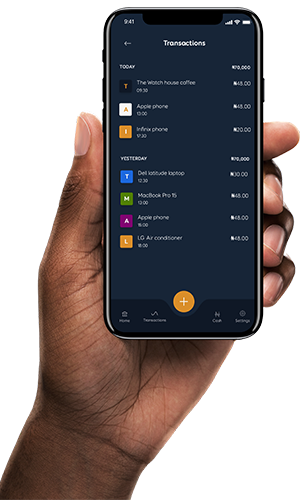 9:41
Transactions
TODAY ₦70,000
T The Watch house coffee ₦48.00
09:30
A Apple phone ₦48.00
12:00
I Infinix phone ₦20.00
17:30
YESTERDAY ₦70,000
T Dell latitude laptop ₦30.00
12:30
M MacBook Pro 15 ₦48.00
13:00
A Apple phone ₦48.00
16:00
L LG Air conditioner ₦48.00
18:00
Home Transactions + Cash Settings